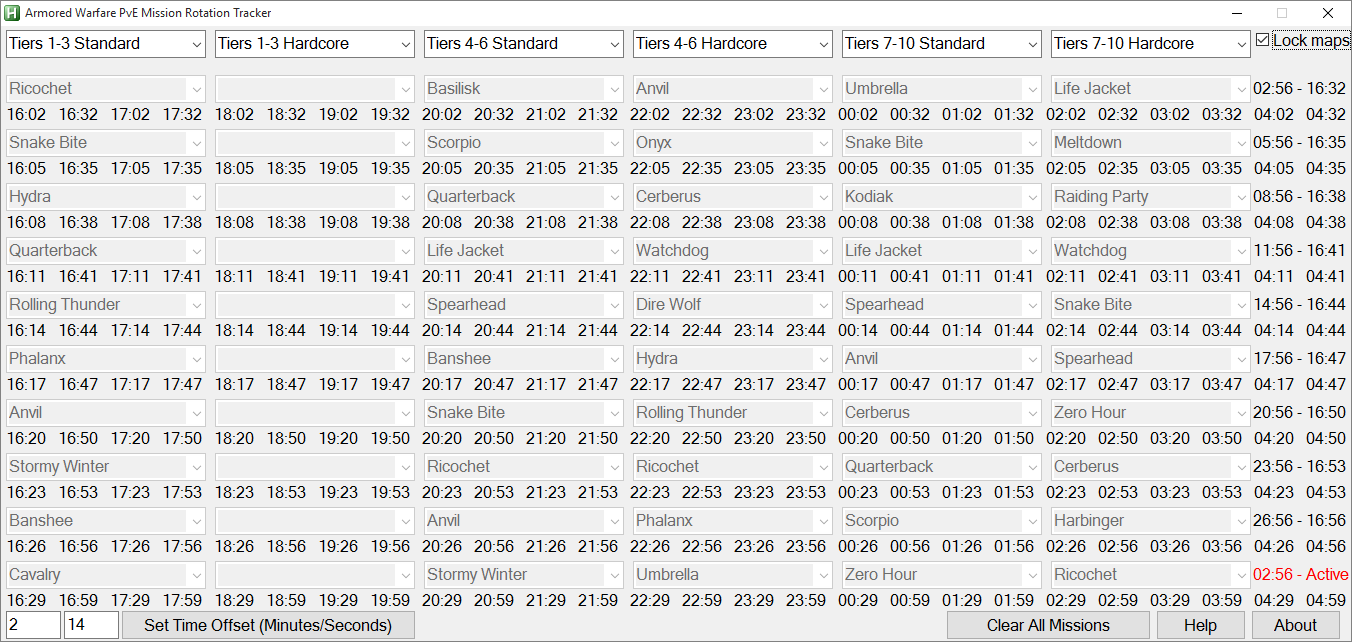 H Armored Warfare PvE Mission Rotation Tracker
Tiers 1-3 Standard Tiers 1-3 Hardcore Tiers 4-6 Standard Tiers 4-6 Hardcore Tiers 7-10 Standard Tiers 7-10 Hardcore Lock maps
Ricochet Basilisk Anvil Umbrella Life Jacket 02:56 - 16:32
16:02 16:32 17:02 17:32 18:02 18:32 19:02 19:32 20:02 20:32 21:02 21:32 22:02 22:32 23:02 23:32 00:02 00:32 01:02 01:32 02:02 02:32 03:02 03:32 04:02 04:32
Snake Bite Scorpio Onyx Snake Bite Meltdown 05:56 - 16:35
16:05 16:35 17:05 17:35 18:05 18:35 19:05 19:35 20:05 20:35 21:05 21:35 22:05 22:35 23:05 23:35 00:05 00:35 01:05 01:35 02:05 02:35 03:05 03:35 04:05 04:35
Hydra Quarterback Cerberus Kodiak Raiding Party 08:56 - 16:38
16:08 16:38 17:08 17:38 18:08 18:38 19:08 19:38 20:08 20:38 21:08 21:38 22:08 22:38 23:08 23:38 00:08 00:38 01:08 01:38 02:08 02:38 03:08 03:38 04:08 04:38
Quarterback Life Jacket Watchdog Life Jacket Watchdog 11:56 - 16:41
16:11 16:41 17:11 17:41 18:11 18:41 19:11 19:41 20:11 20:41 21:11 21:41 22:11 22:41 23:11 23:41 00:11 00:41 01:11 01:41 02:11 02:41 03:11 03:41 04:11 04:41
Rolling Thunder Spearhead Dire Wolf Spearhead Snake Bite 14:56 - 16:44
16:14 16:44 17:14 17:44 18:14 18:44 19:14 19:44 20:14 20:44 21:14 21:44 22:14 22:44 23:14 23:44 00:14 00:44 01:14 01:44 02:14 02:44 03:14 03:44 04:14 04:44
Phalanx Banshee Hydra Anvil Spearhead 17:56 - 16:47
16:17 16:47 17:17 17:47 18:17 18:47 19:17 19:47 20:17 20:47 21:17 21:47 22:17 22:47 23:17 23:47 00:17 00:47 01:17 01:47 02:17 02:47 03:17 03:47 04:17 04:47
Anvil Snake Bite Rolling Thunder Cerberus Zero Hour 20:56 - 16:50
16:20 16:50 17:20 17:50 18:20 18:50 19:20 19:50 20:20 20:50 21:20 21:50 22:20 22:50 23:20 23:50 00:20 00:50 01:20 01:50 02:20 02:50 03:20 03:50 04:20 04:50
Stormy Winter Ricochet Ricochet Quarterback Cerberus 23:56 - 16:53
16:23 16:53 17:23 17:53 18:23 18:53 19:23 19:53 20:23 20:53 21:23 21:53 22:23 22:53 23:23 23:53 00:23 00:53 01:23 01:53 02:23 02:53 03:23 03:53 04:23 04:53
Banshee Anvil Phalanx Scorpio Harbinger 26:56 - 16:56
16:26 16:56 17:26 17:56 18:26 18:56 19:26 19:56 20:26 20:56 21:26 21:56 22:26 22:56 23:26 23:56 00:26 00:56 01:26 01:56 02:26 02:56 03:26 03:56 04:26 04:56
Cavalry Stormy Winter Umbrella Zero Hour Ricochet 02:56 - Active
16:29 16:59 17:29 17:59 18:29 18:59 19:29 19:59 20:29 20:59 21:29 21:59 22:29 22:59 23:29 23:59 00:29 00:59 01:29 01:59 02:29 02:59 03:29 03:59 04:29 04:59
2 14 Set Time Offset (Minutes/Seconds) Clear All Missions Help About